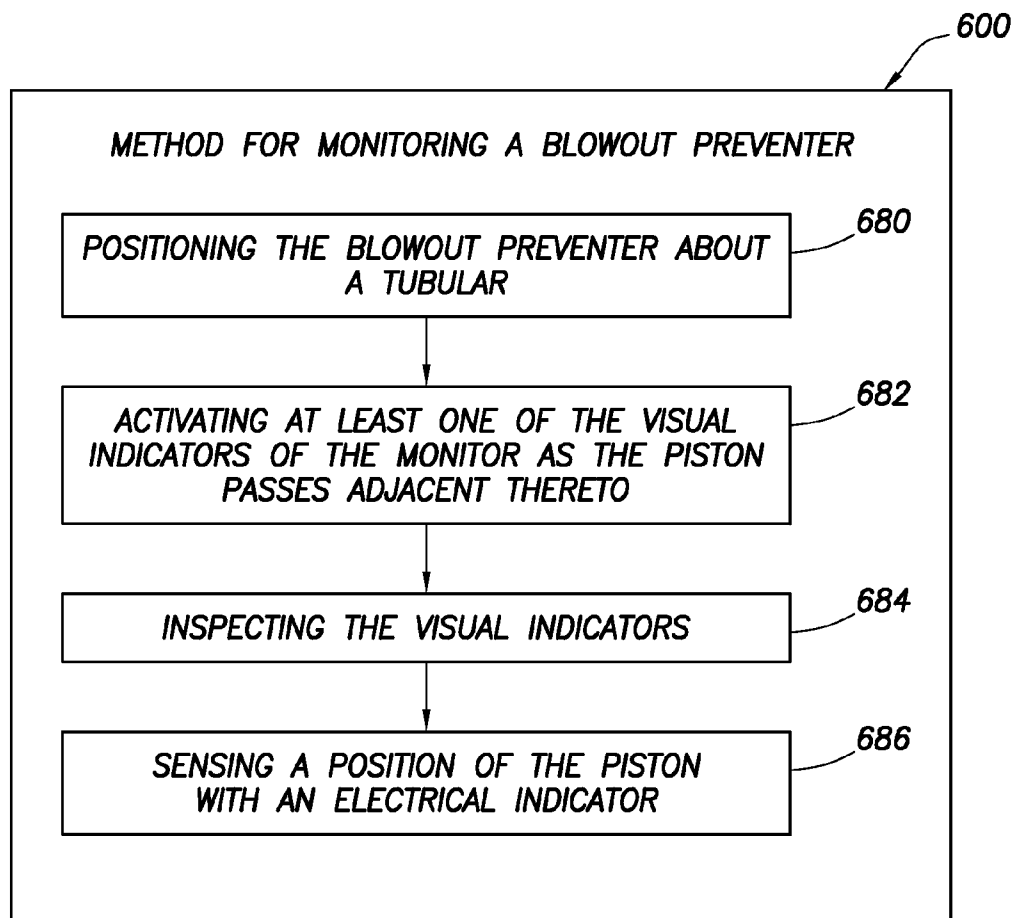 600
METHOD FOR MONITORING A BLOWOUT PREVENTER
680
POSITIONING THE BLOWOUT PREVENTER ABOUT
A TUBULAR
682
ACTIVATING AT LEAST ONE OF THE VISUAL
INDICATORS OF THE MONITOR AS THE PISTON
PASSES ADJACENT THERETO
684
INSPECTING THE VISUAL INDICATORS
686
SENSING A POSITION OF THE PISTON
WITH AN ELECTRICAL INDICATOR